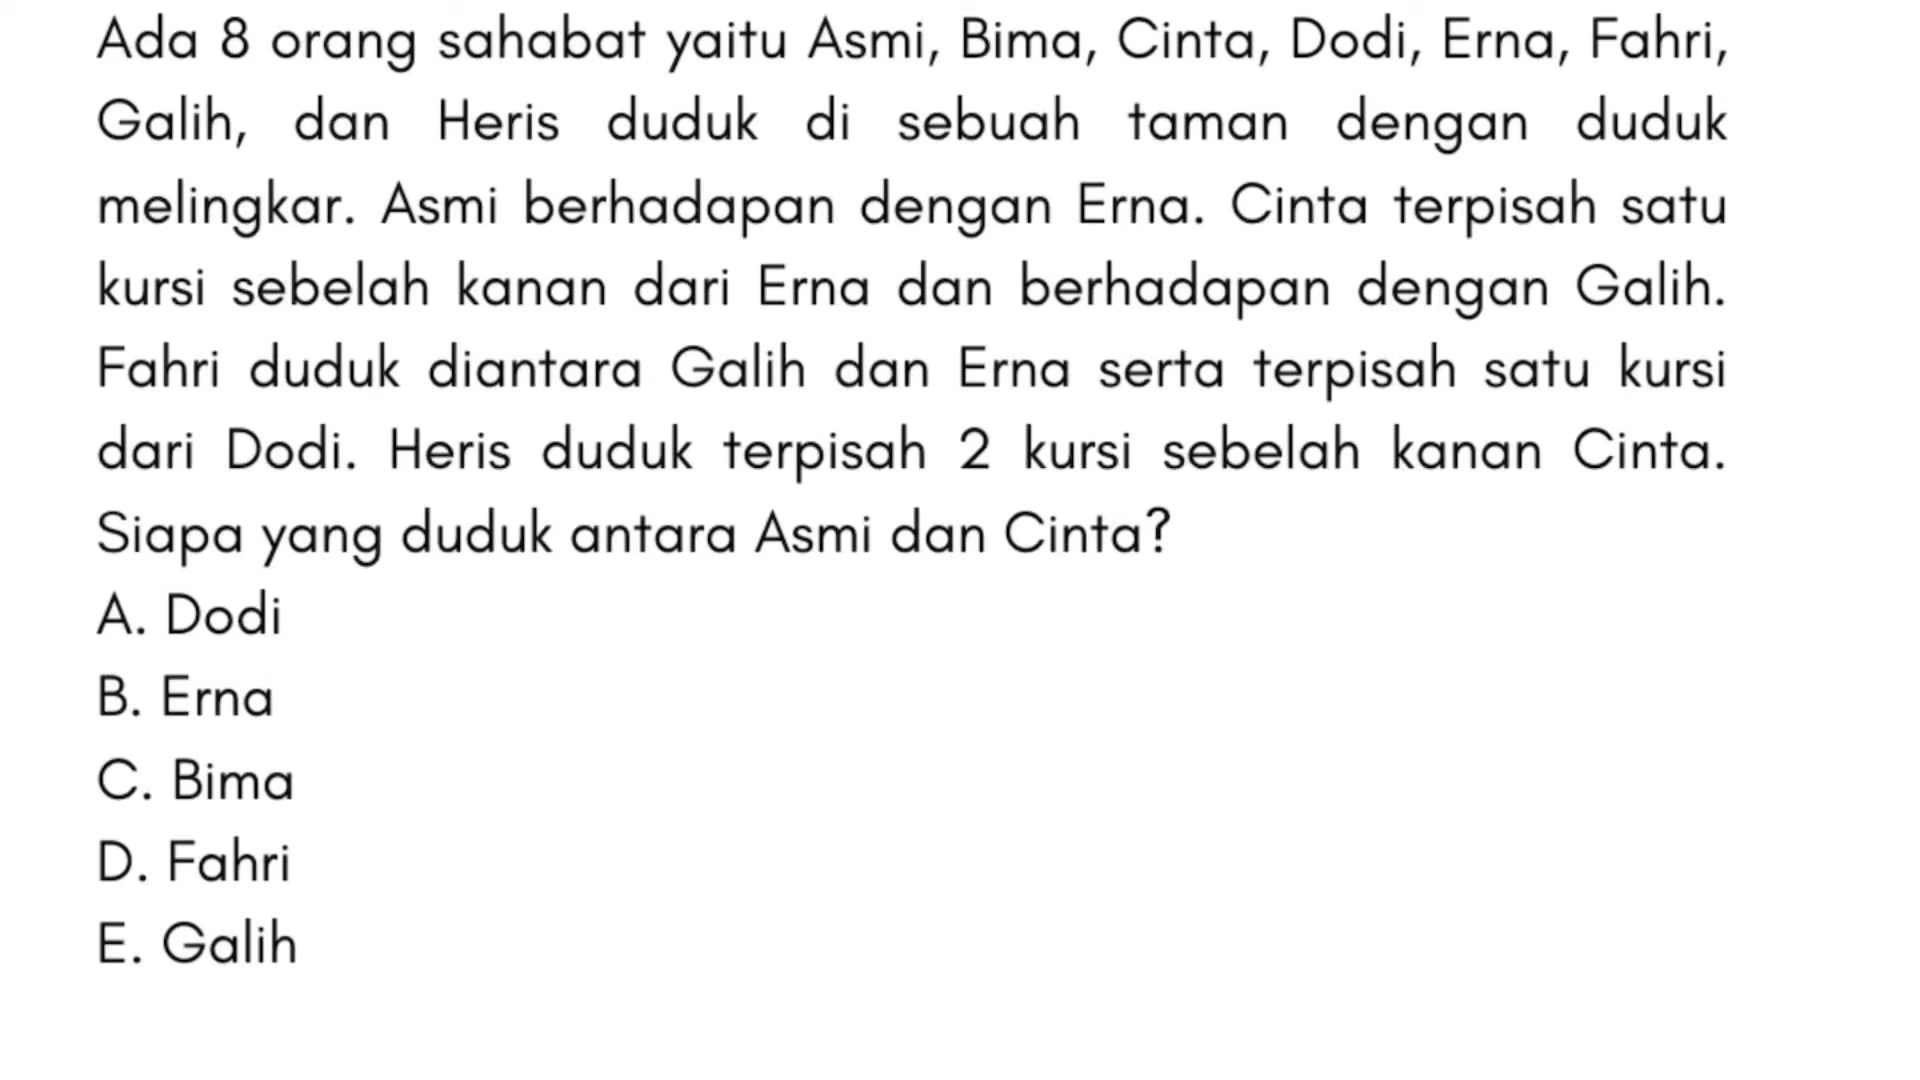 Ada 8 orang sahabat yaitu Asmi, Bima, Cinta, Dodi, Erna, Fahri,
Galih, dan Heris duduk di sebuah taman dengan duduk
melingkar. Asmi berhadapan dengan Erna. Cinta terpisah satu
kursi sebelah kanan dari Erna dan berhadapan dengan Galih.
Fahri duduk diantara Galih dan Erna serta terpisah satu kursi
dari Dodi. Heris duduk terpisah 2 kursi sebelah kanan Cinta.
Siapa yang duduk antara Asmi dan Cinta?
A. Dodi
B. Erna
C. Bima
D. Fahri
E. Galih